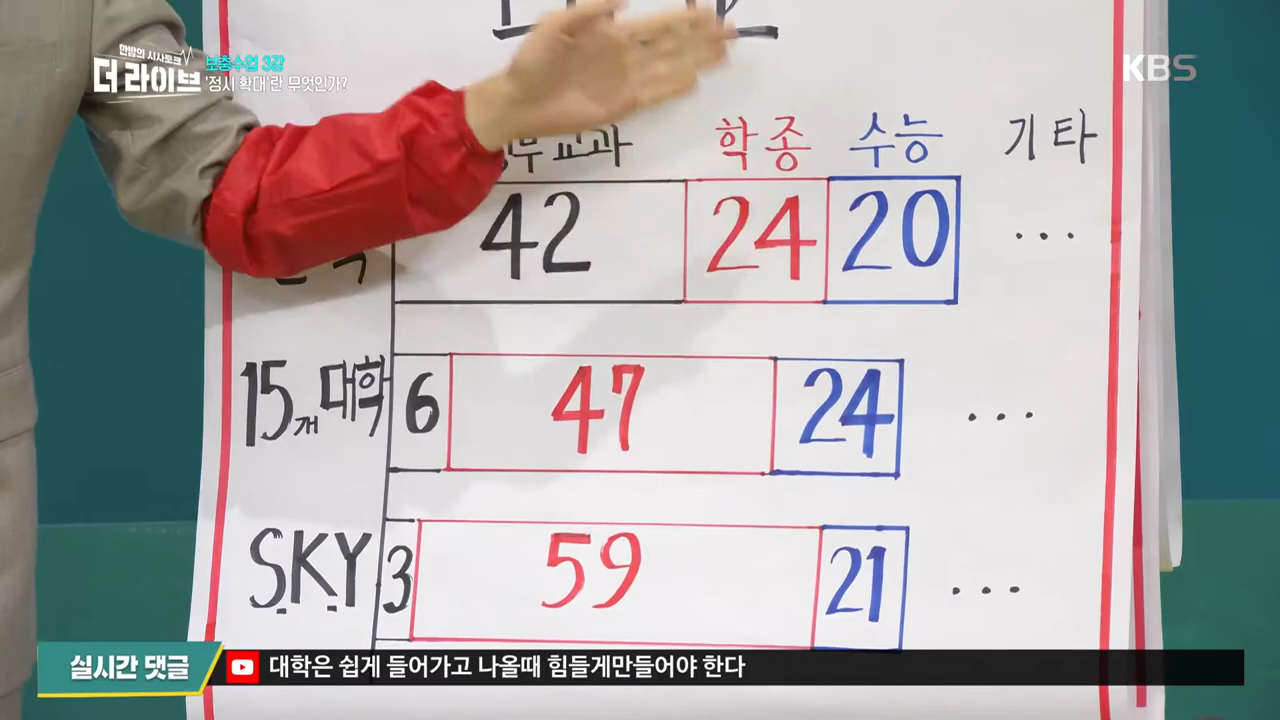 한밤의 시사토크
더 라이브
보충수업 3강
'정시 확대'란 무엇인가?
KBS
교과 학종 수능 기타
42 24 20 ...
15개 대학 6 47 24 ...
S.K.Y 3 59 21 ...
실시간 댓글
대학은 쉽게 들어가고 나올때 힘들게만들어야 한다